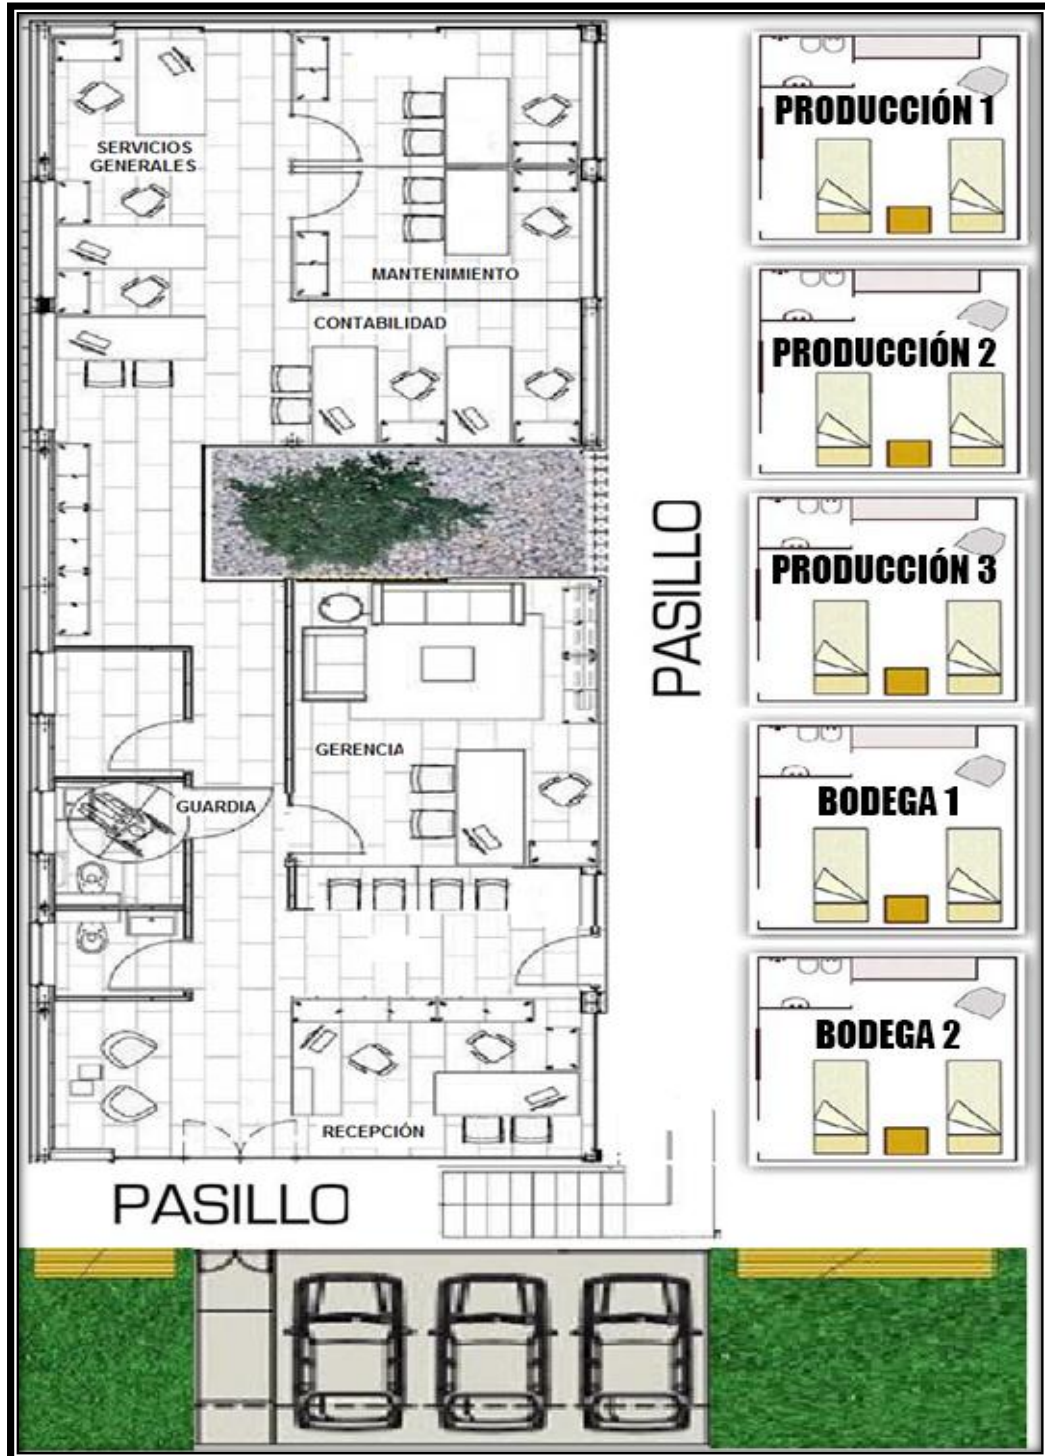 PRODUCCIÓN 1
SERVICIOS
GENERALES
MANTENIMIENTO
CONTABILIDAD
PRODUCCIÓN 2
PASILLO
PRODUCCIÓN 3
GERENCIA
GUARDIA
BODEGA 1
BODEGA 2
RECEPCIÓN
PASILLO